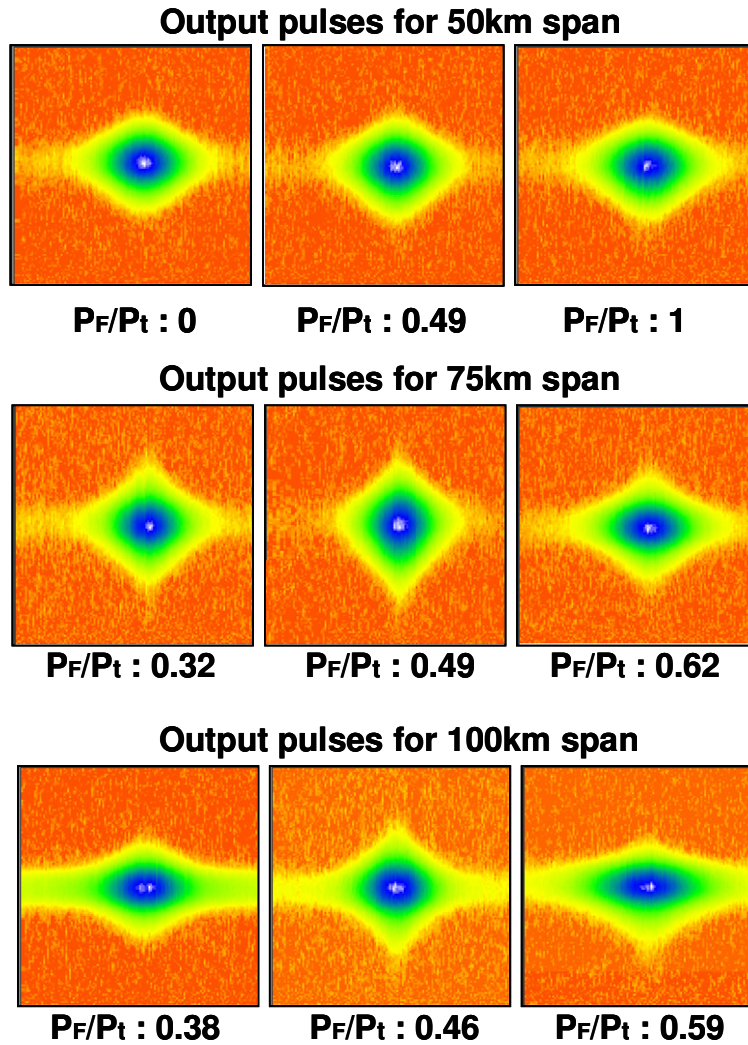 Output pulses for 50km span
PF/Pt : 0 PF/Pt : 0.49 PF/Pt : 1
Output pulses for 75km span
PF/Pt : 0.32 PF/Pt : 0.49 PF/Pt : 0.62
Output pulses for 100km span
PF/Pt : 0.38 PF/Pt : 0.46 PF/Pt : 0.59